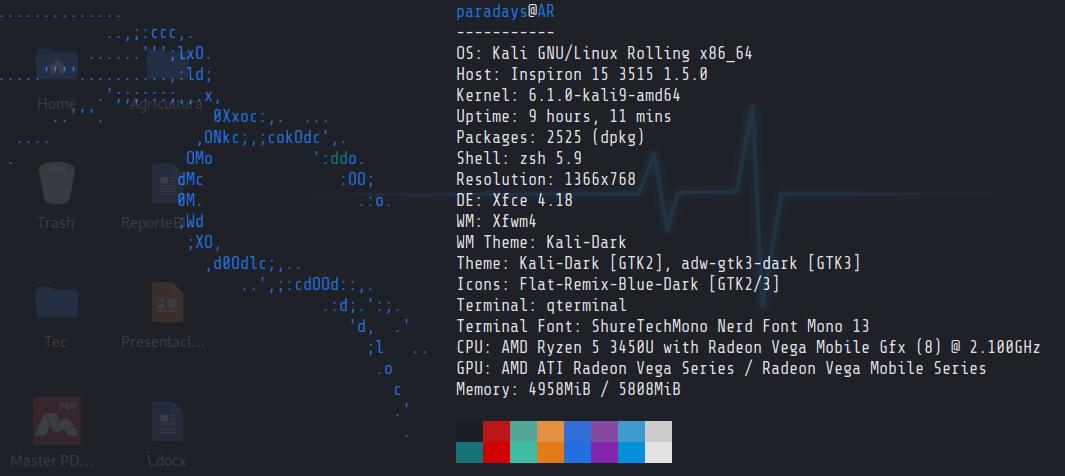 paradays@AR
-----------
OS: Kali GNU/Linux Rolling x86_64
Host: Inspiron 15 3515 1.5.0
Kernel: 6.1.0-kali9-amd64
Uptime: 9 hours, 11 mins
Packages: 2525 (dpkg)
Shell: zsh 5.9
Resolution: 1366x768
DE: Xfce 4.18
WM: Xfwm4
WM Theme: Kali-Dark
Theme: Kali-Dark [GTK2], adw-gtk3-dark [GTK3]
Icons: Flat-Remix-Blue-Dark [GTK2/3]
Terminal: qterminal
Terminal Font: ShureTechMono Nerd Font Mono 13
CPU: AMD Ryzen 5 3450U with Radeon Vega Mobile Gfx (8) @ 2.100GHz
GPU: AMD ATI Radeon Vega Series / Radeon Vega Mobile Series
Memory: 4958MiB / 5808MiB
Home
Agricultura
Trash
Tec
Presentaci...
PDF
Master PD...
\.docx